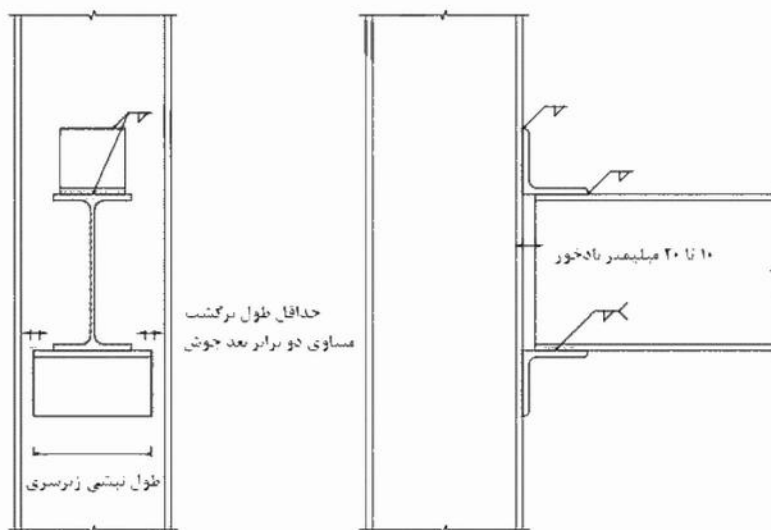 حداقل طول برگشت
مساوی دو برابر بعد جوش
طول نبشی زیرسری
۱۰ تا ۲۰ میلیمتر بادخور